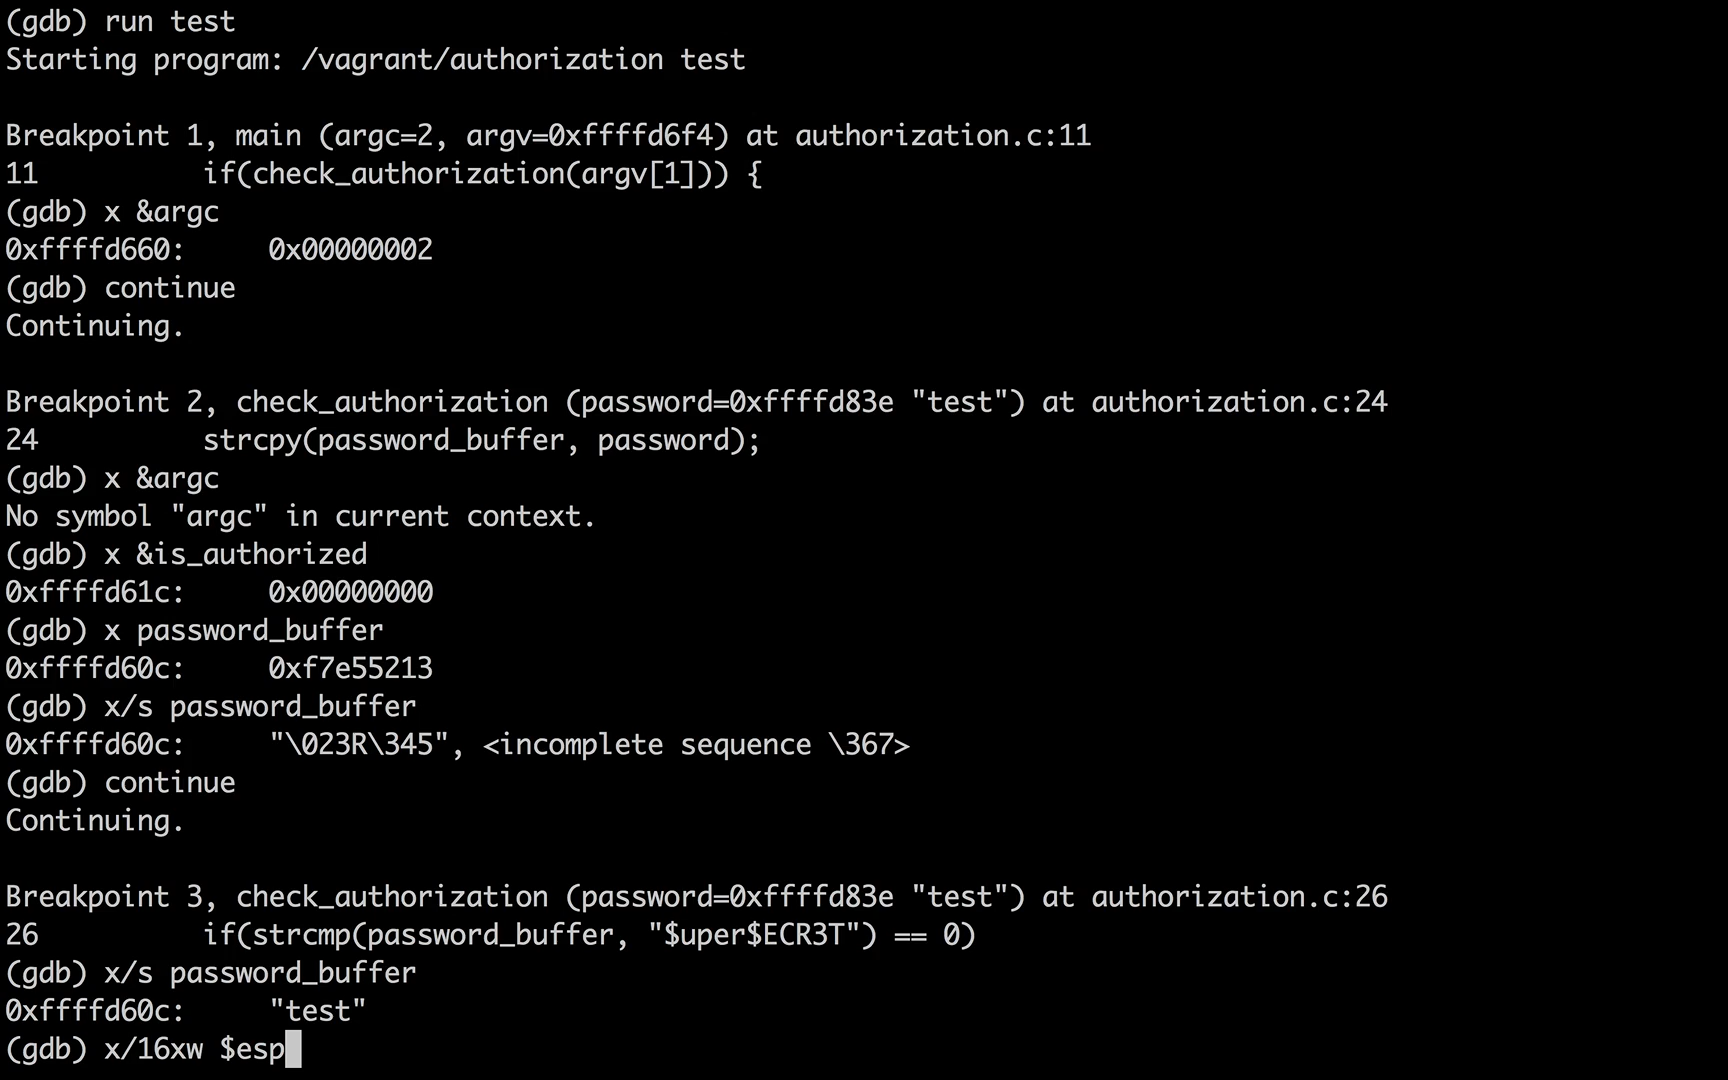 (gdb) run test
Starting program: /vagrant/authorization test
Breakpoint 1, main (argc=2, argv=0xffffd6f4) at authorization.c:11
11          if(check_authorization(argv[1])) {
(gdb) x &argc
0xffffd660:     0x00000002
(gdb) continue
Continuing.
Breakpoint 2, check_authorization (password=0xffffd83e "test") at authorization.c:24
24          strcpy(password_buffer, password);
(gdb) x &argc
No symbol "argc" in current context.
(gdb) x &is_authorized
0xffffd61c:     0x00000000
(gdb) x password_buffer
0xffffd60c:     0xf7e55213
(gdb) x/s password_buffer
0xffffd60c:     "\023R\345", <incomplete sequence \367>
(gdb) continue
Continuing.
Breakpoint 3, check_authorization (password=0xffffd83e "test") at authorization.c:26
26          if(strcmp(password_buffer, "$uper$ECR3T") == 0)
(gdb) x/s password_buffer
0xffffd60c:     "test"
(gdb) x/16xw $esp